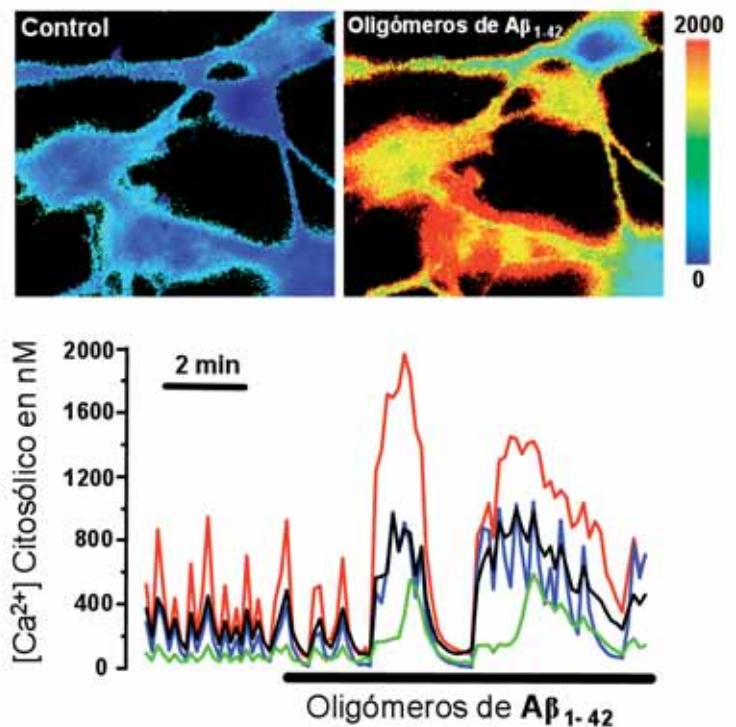 Control
Oligómeros de Aβ1-42
2000
0
[Ca2+] Citosólico en nM
2000
1600
1200
800
400
0
2 min
Oligómeros de Aβ1-42